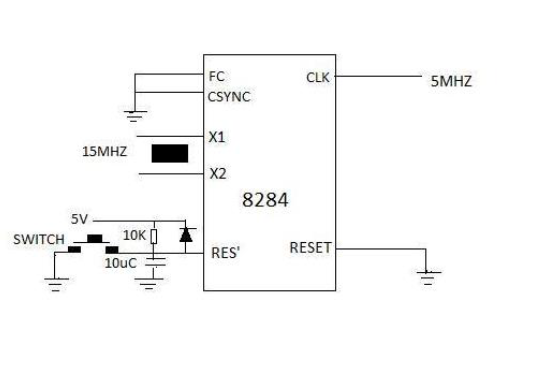 FC
CLK
5MHZ
CSYNC
X1
15MHZ
X2
8284
5V
SWITCH
10K
10uC
RES'
RESET